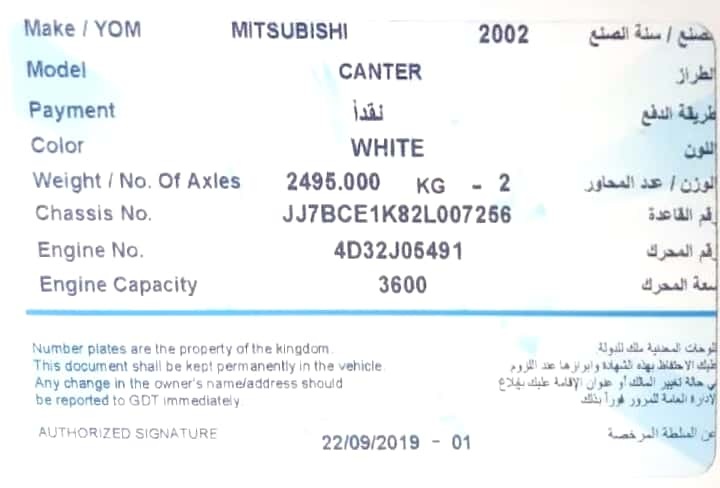 Make / YOM MITSUBISHI 2002 الصنع / سنة الصنع
Model CANTER الطراز
Payment نقدأ طريقة الدفع
Color WHITE اللون
Weight / No. Of Axles 2495.000 KG - 2 الوزن / عدد المحاور
Chassis No. JJ7BCE1K82L007256 رقم القاعدة
Engine No. 4D32J05491 رقم المحرك
Engine Capacity 3600 سعة المحرك
Number plates are the property of the kingdom. للوحات المعدنية ملك للدولة.
This document shall be kept permanently in the vehicle. عليك الاحتفاظ بهذه الشهادة وابرازها عند اللزوم
Any change in the owner's name/address should في حالة تغيير المالك أو عنوان الإقامة عليك بإبلاغ
be reported to GDT immediately. لادارة العامة للمرور فوراً بذلك
AUTHORIZED SIGNATURE 22/09/2019 - 01 عن السلطة المرخصة